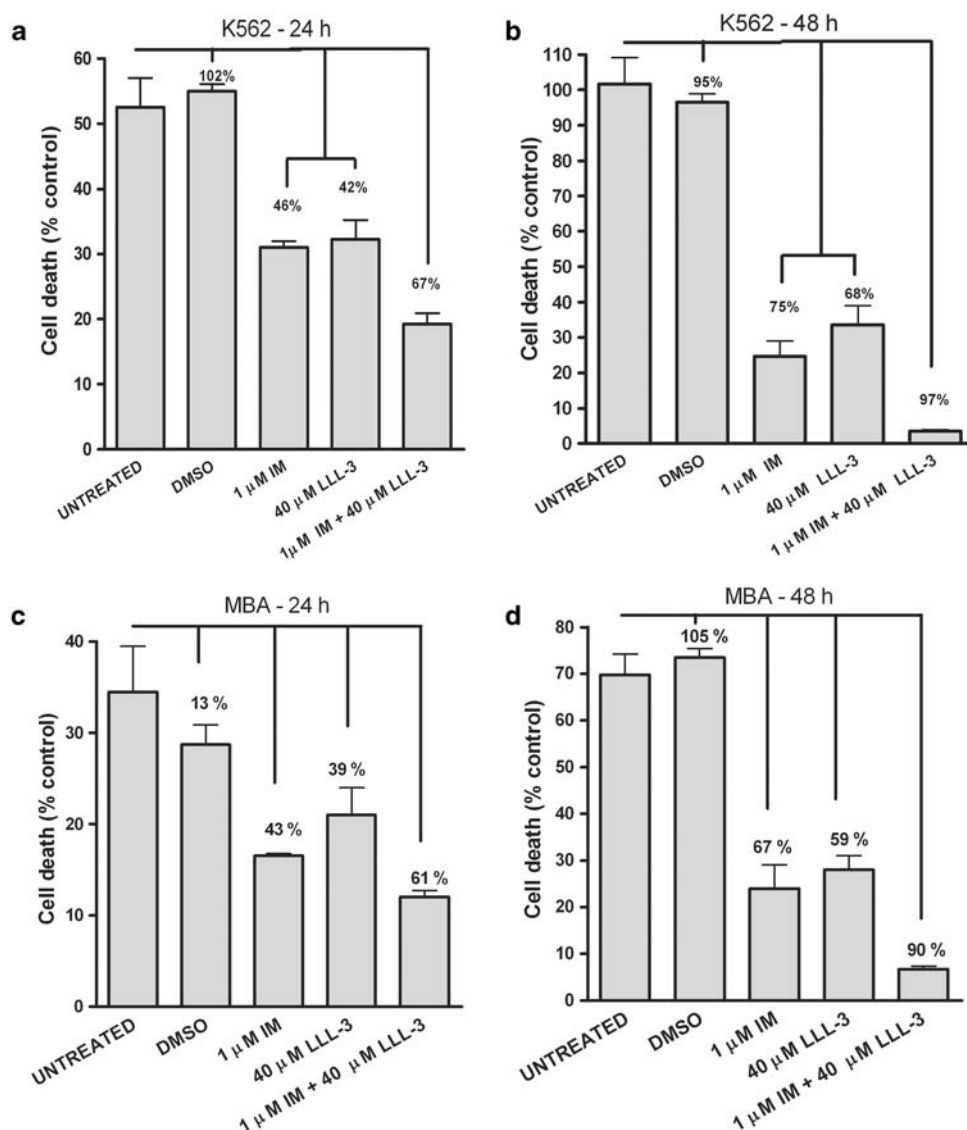 a
K562 - 24 h
Cell death (% control)
60
50
40
30
20
10
0
102%
46%
42%
67%
UNTREATED
DMSO
1 μM IM
40 μM LLL-3
1μM IM + 40 μM LLL-3
b
K562 - 48 h
Cell death (% control)
110
100
90
80
70
60
50
40
30
20
10
0
95%
75%
68%
97%
UNTREATED
DMSO
1 μM IM
40 μM LLL-3
1 μM IM + 40 μM LLL-3
c
MBA - 24 h
Cell death (% control)
40
30
20
10
0
13 %
43 %
39 %
61 %
UNTREATED
DMSO
1 μM IM
40 μM LLL-3
1 μM IM + 40 μM LLL-3
d
MBA - 48 h
Cell death (% control)
80
70
60
50
40
30
20
10
0
105 %
67 %
59 %
90 %
UNTREATED
DMSO
1 μM IM
40 μM LLL-3
1 μM IM + 40 μM LLL-3